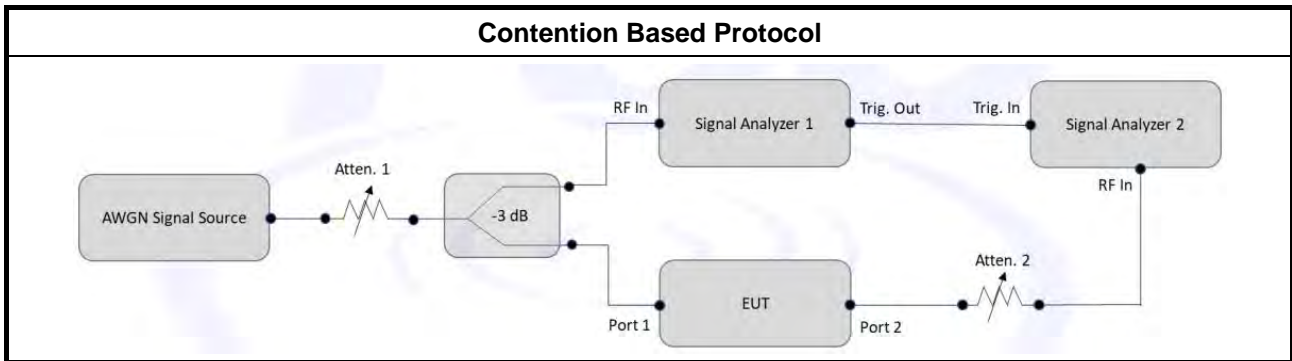 Contention Based Protocol
RF In
Signal Analyzer 1
Trig. Out
Trig. In
Signal Analyzer 2
RF In
Atten. 1
AWGN Signal Source
-3 dB
Atten. 2
EUT
Port 1
Port 2